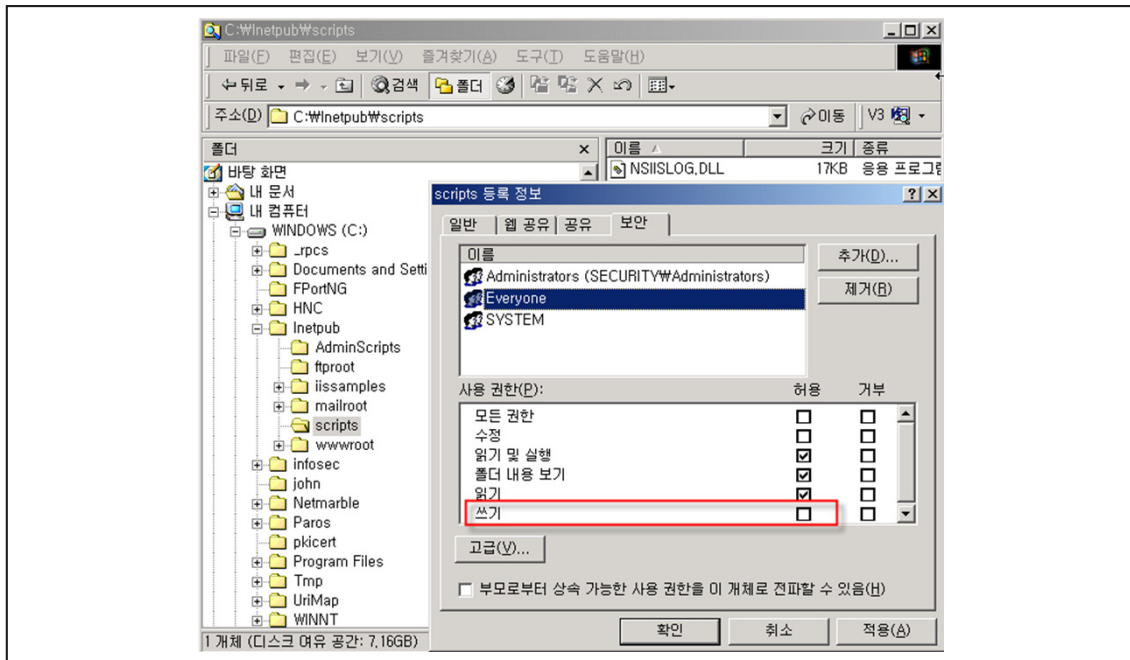 C:₩Inetpub₩scripts
파일(F) 편집(E) 보기(V) 즐겨찾기(A) 도구(T) 도움말(H)
뒤로 검색 폴더
주소(D) C:₩Inetpub₩scripts 이동 V3
폴더
이름 크기 종류
NSIISLOG.DLL 17KB 응용 프로그램
바탕 화면
내 문서
내 컴퓨터
WINDOWS (C:)
_rpcs
Documents and Setti
FPortNG
HNC
Inetpub
AdminScripts
ftproot
iissamples
mailroot
scripts
wwwroot
infosec
john
Netmarble
Paros
pkicert
Program Files
Tmp
UriMap
WINNT
1 개체 (디스크 여유 공간: 7.16GB)
scripts 등록 정보
일반 웹 공유 공유 보안
이름
Administrators (SECURITY₩Administrators)
Everyone
SYSTEM
추가(D)...
제거(R)
사용 권한(P): 허용 거부
모든 권한
수정
읽기 및 실행
폴더 내용 보기
읽기
쓰기
고급(V)...
부모로부터 상속 가능한 사용 권한을 이 개체로 전파할 수 있음(H)
확인 취소 적용(A)